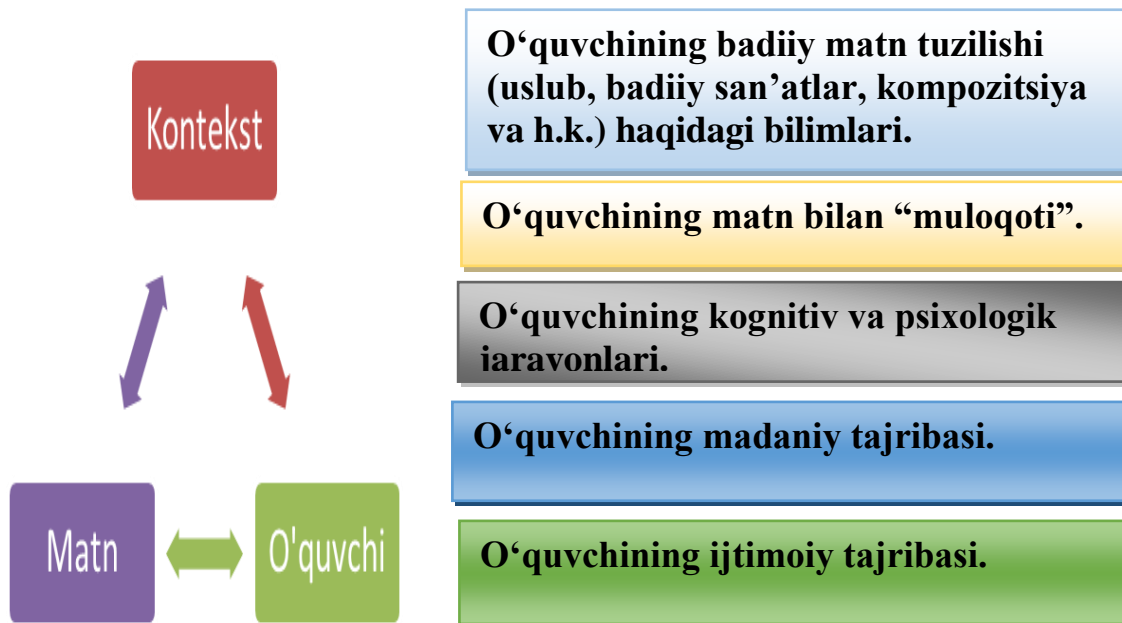 Kontekst
Matn
O'quvchi
O‘quvchining badiiy matn tuzilishi
(uslub, badiiy san’atlar, kompozitsiya
va h.k.) haqidagi bilimlari.
O‘quvchining matn bilan “muloqoti”.
O‘quvchining kognitiv va psixologik
jaravonlari.
O‘quvchining madaniy tajribasi.
O‘quvchining ijtimoiy tajribasi.